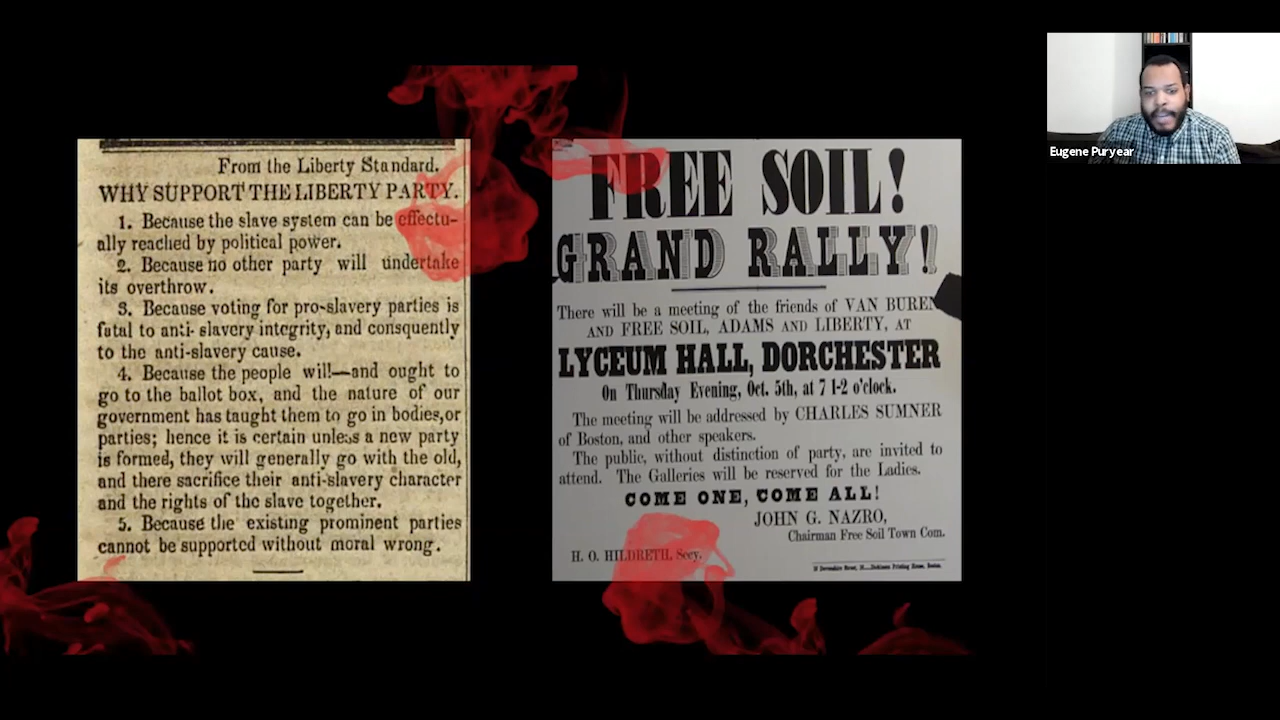 From the Liberty Standard.
WHY SUPPORT THE LIBERTY PARTY.
1. Because the slave system can be effectu-
ally reached by political power.
2. Because no other party will undertake
its overthrow.
3. Because voting for pro-slavery parties is
fatal to anti-slavery integrity, and consquently
to the anti-slavery cause.
4. Because the people will—and ought to
go to the ballot box, and the nature of our
government has taught them to go in bodies, or
parties; hence it is certain unless a new party
is formed, they will generally go with the old,
and there sacrifice their anti-slavery character
and the rights of the slave together.
5. Because the existing prominent parties
cannot be supported without moral wrong.
FREE SOIL!
GRAND RALLY!
There will be a meeting of the friends of VAN BUREN
AND FREE SOIL, ADAMS AND LIBERTY, AT
LYCEUM HALL, DORCHESTER
On Thursday Evening, Oct. 5th, at 7 1-2 o'clock.
The meeting will be addressed by CHARLES SUMNER
of Boston, and other speakers.
The public, without distinction of party, are invited to
attend. The Galleries will be reserved for the Ladies.
COME ONE, COME ALL!
JOHN G. NAZRO,
Chairman Free Soil Town Com.
H. O. HILDRETH, Secy.
Eugene Puryear